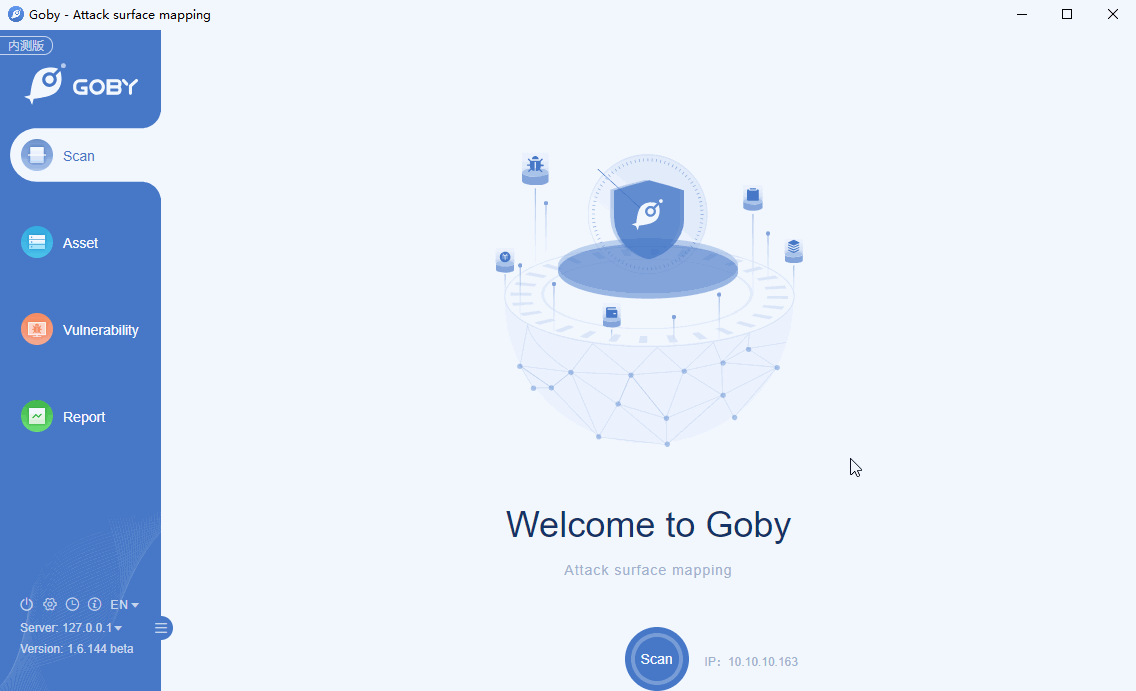 Goby - Attack surface mapping
内测版
GOBY
Scan
Asset
Vulnerability
Report
EN
Server: 127.0.0.1
Version: 1.6.144 beta
Welcome to Goby
Attack surface mapping
Scan
IP：10.10.10.163